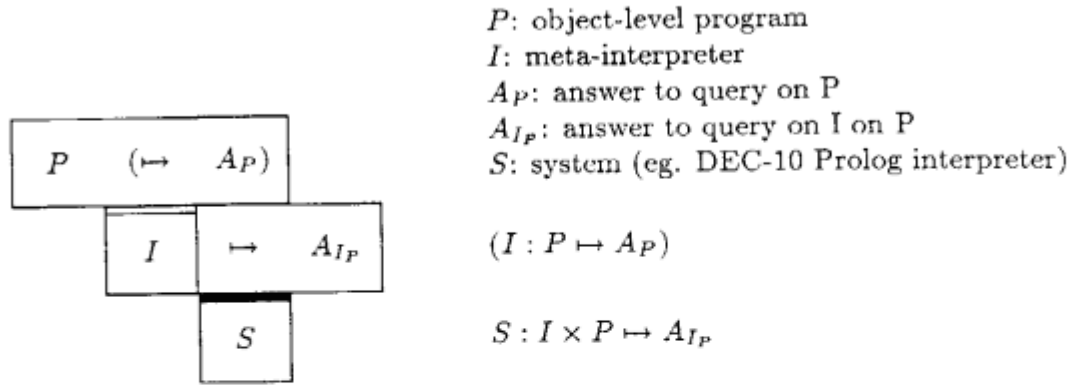 P: object-level program
I: meta-interpreter
A_P: answer to query on P
A_{I_P}: answer to query on I on P
S: system (eg. DEC-10 Prolog interpreter)
P (↦ A_P)
I ↦ A_{I_P}
(I : P ↦ A_P)
S
S : I × P ↦ A_{I_P}